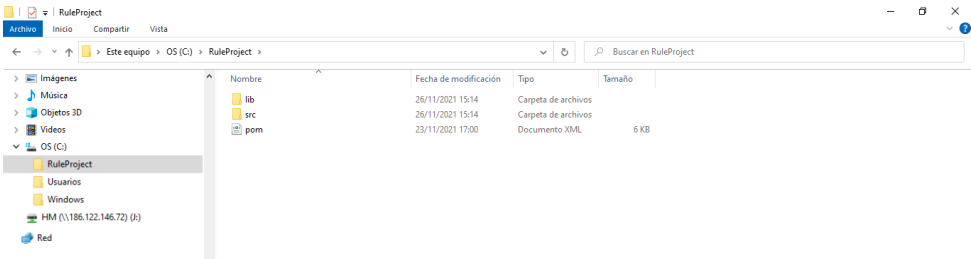 RuleProject
Archivo Inicio Compartir Vista
Este equipo > OS (C:) > RuleProject >
Buscar en RuleProject
Imágenes
Música
Objetos 3D
Videos
OS (C:)
RuleProject
Usuarios
Windows
HM (\\186.122.146.72) (J:)
Red
Nombre Fecha de modificación Tipo Tamaño
lib 26/11/2021 15:14 Carpeta de archivos
src 26/11/2021 15:14 Carpeta de archivos
pom 23/11/2021 17:00 Documento XML 6 KB